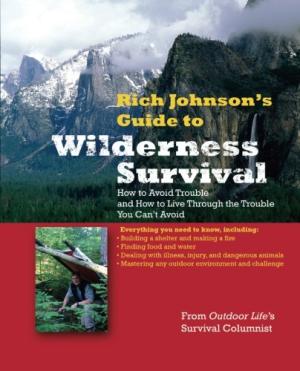 Rich Johnson's
Guide to
Wilderness
Survival
How to Avoid Trouble
and How to Live Through the Trouble
You Can't Avoid
Everything you need to know, including:
• Building a shelter and making a fire
• Finding food and water
• Dealing with illness, injury, and dangerous animals
• Mastering any outdoor environment and challenge
From Outdoor Life's
Survival Columnist